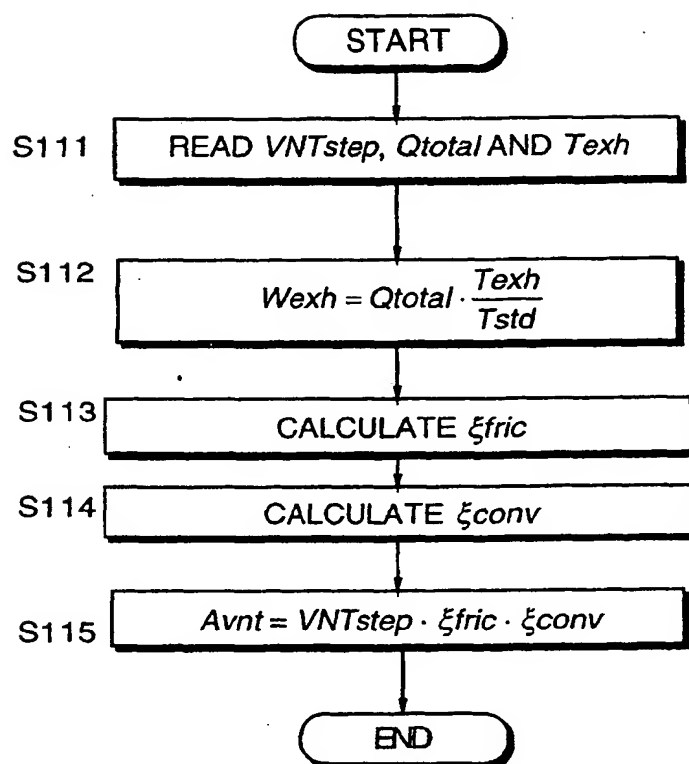 START
S111
READ VNTstep, Qtotal AND Texh
S112
Wexh = Qtotal · Texh / Tstd
S113
CALCULATE ξfric
S114
CALCULATE ξconv
S115
Avnt = VNTstep · ξfric · ξconv
END